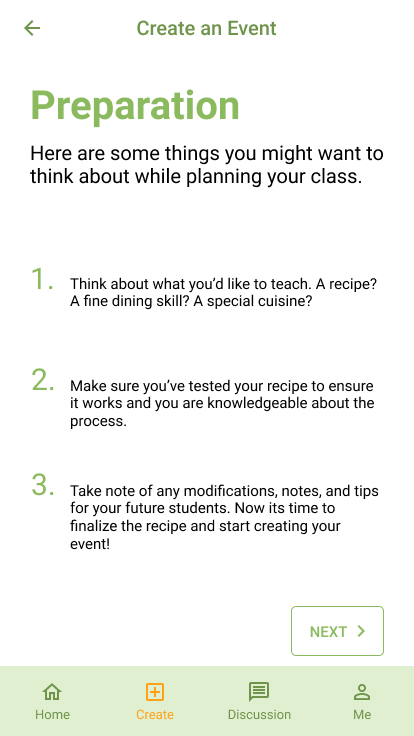 Create an Event
Preparation
Here are some things you might want to
think about while planning your class.
1. Think about what you’d like to teach. A recipe?
A fine dining skill? A special cuisine?
2. Make sure you’ve tested your recipe to ensure
it works and you are knowledgeable about the
process.
3. Take note of any modifications, notes, and tips
for your future students. Now its time to
finalize the recipe and start creating your
event!
NEXT
Home Create Discussion Me